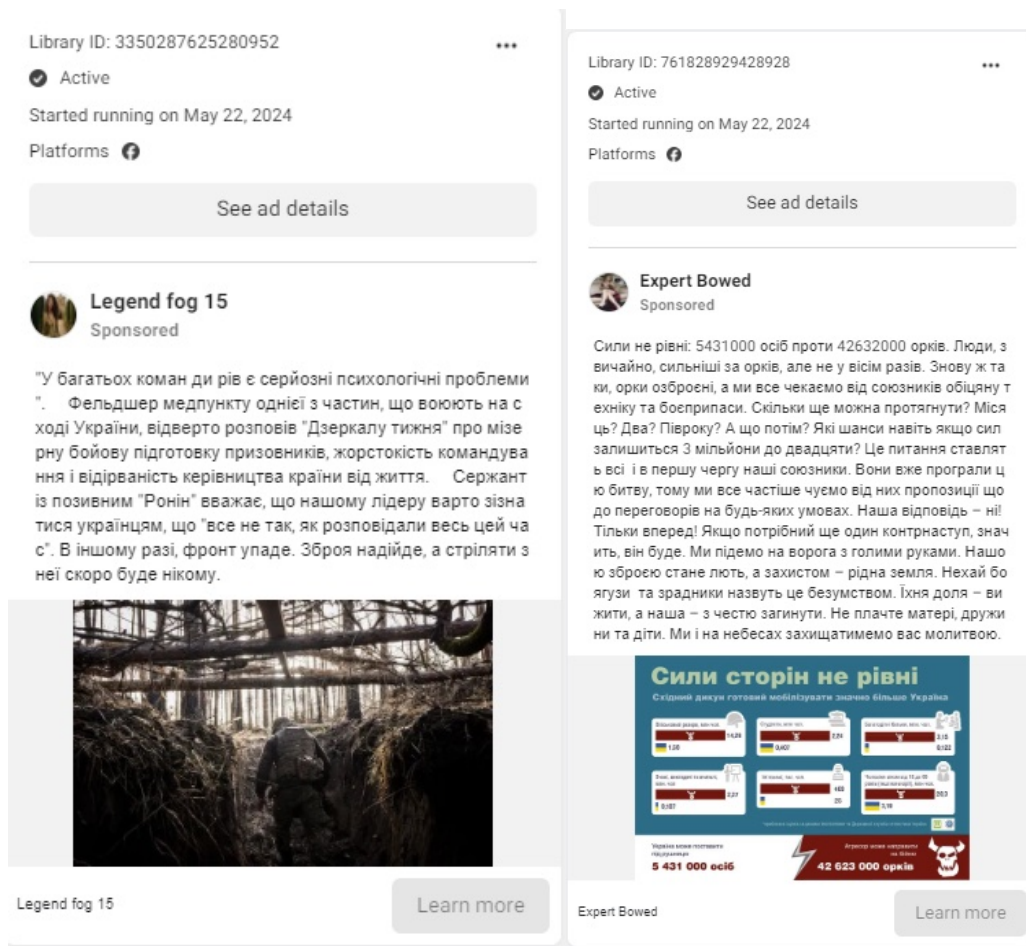 Library ID: 3350287625280952
Active
Started running on May 22, 2024
Platforms
See ad details
Legend fog 15
Sponsored
"У багатьох коман ди рів є серйозні психологічні проблеми
". Фельдшер медпункту однієї з частин, що воюють на с
ході України, відверто розповів "Дзеркалу тижня" про мізе
рну бойову підготовку призовників, жорстокість командува
ння і відірваність керівництва країни від життя. Сержант
із позивним "Ронін" вважає, що нашому лідеру варто зізна
тися українцям, що "все не так, як розповідали весь цей ча
с". В іншому разі, фронт упаде. Зброя надійде, а стріляти з
неї скоро буде нікому.
Legend fog 15
Learn more
Library ID: 761828929428928
Active
Started running on May 22, 2024
Platforms
See ad details
Expert Bowed
Sponsored
Сили не рівні: 5431000 осіб проти 42632000 орків. Люди, з
вичайно, сильніші за орків, але не у вісім разів. Знову ж та
ки, орки озброєні, а ми все чекаємо від союзників обіцяну т
ехніку та боєприпаси. Скільки ще можна протягнути? Міся
ць? Два? Півроку? А що потім? Які шанси навіть якщо сил
залишиться 3 мільйони до двадцяти? Це питання ставлят
ь всі і в першу чергу наші союзники. Вони вже програли ц
ю битву, тому ми все частіше чуємо від них пропозиції що
до переговорів на будь-яких умовах. Наша відповідь – ні!
Тільки вперед! Якщо потрібний ще один контрнаступ, знач
ить, він буде. Ми підемо на ворога з голими руками. Нашо
ю зброєю стане лють, а захистом – рідна земля. Нехай бо
ягузи та зрадники назвуть це безумством. Їхня доля – ви
жити, а наша – з честю загинути. Не плачте матері, дружи
ни та діти. Ми і на небесах захищатимемо вас молитвою.
Сили сторін не рівні
Східний дикун готовий мобілізувати значно більше Україна
Україна може поставити
під рушницю
5 431 000 осіб
Агресор може направити
на бійню
42 623 000 орків
Expert Bowed
Learn more